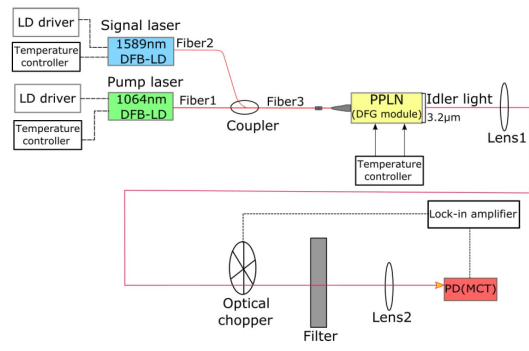 Signal laser
LD driver
1589nm
DFB-LD
Fiber2
Temperature
controller
Pump laser
LD driver
1064nm
DFB-LD
Fiber1
Fiber3
Coupler
Temperature
controller
PPLN
(DFG module)
Idler light
3.2μm
Lens1
Temperature
controller
Lock-in amplifier
Optical
chopper
Filter
Lens2
PD(MCT)